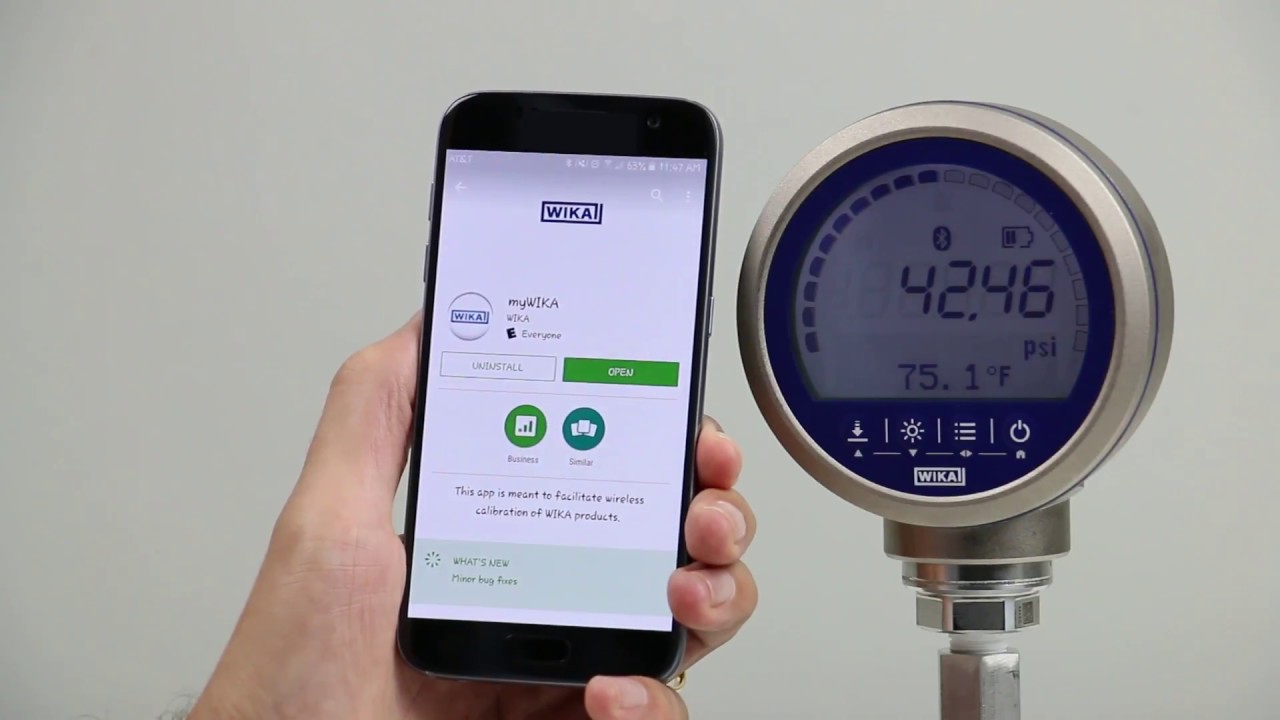 AT&T 63% 11:47 AM
WIKA
myWIKA
WIKA
E Everyone
UNINSTALL
OPEN
Business
Similar
This app is meant to facilitate wireless
calibration of WIKA products.
WHAT'S NEW
Minor bug fixes
42.46
psi
75.1°F
WIKA